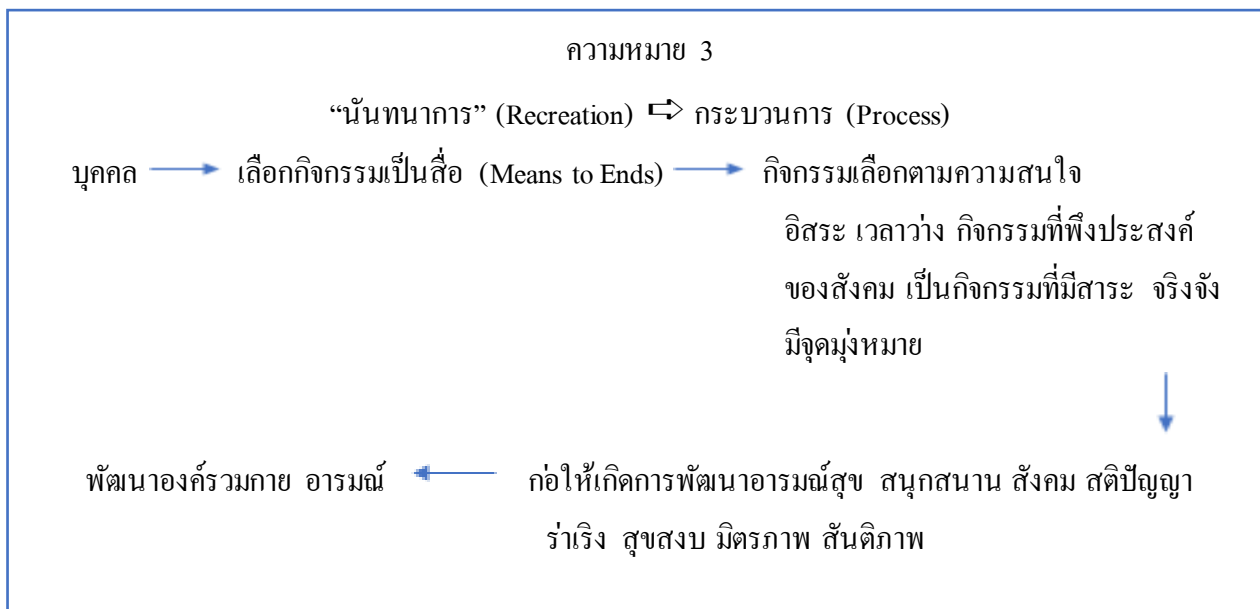 ความหมาย 3
“นันทนาการ” (Recreation) ➪ กระบวนการ (Process)
บุคคล → เลือกกิจกรรมเป็นสื่อ (Means to Ends) → กิจกรรมเลือกตามความสนใจ
อิสระ เวลาว่าง กิจกรรมที่พึงประสงค์
ของสังคม เป็นกิจกรรมที่มีสาระ จริงจัง
มีจุดมุ่งหมาย
พัฒนาองค์รวมกาย อารมณ์ ← ก่อให้เกิดการพัฒนาอารมณ์สุข สนุกสนาน สังคม สติปัญญา
ร่าเริง สุขสงบ มิตรภาพ สันติภาพ